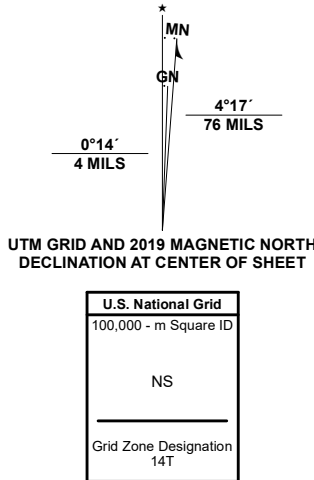 ★
MN
GN
4°17´
76 MILS
0°14´
4 MILS
UTM GRID AND 2019 MAGNETIC NORTH
DECLINATION AT CENTER OF SHEET
U.S. National Grid
100,000 - m Square ID
NS
Grid Zone Designation
14T